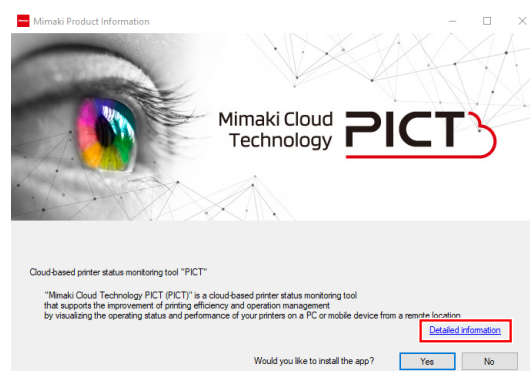 Mimaki Product Information
Mimaki Cloud
Technology
PICT
Cloud-based printer status monitoring tool "PICT"
"Mimaki Cloud Technology PICT (PICT)" is a cloud-based printer status monitoring tool
that supports the improvement of printing efficiency and operation management
by visualizing the operating status and performance of your printers on a PC or mobile device from a remote location.
Detailed information
Would you like to install the app?
Yes
No